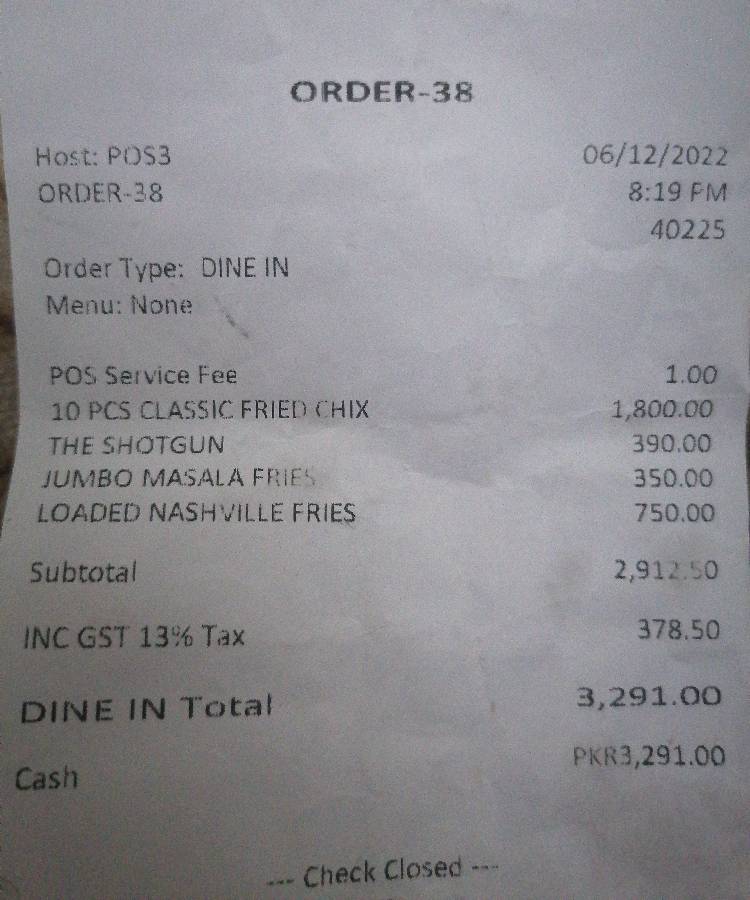 ORDER-38
Host: POS3 06/12/2022
ORDER-38 8:19 PM
40225
Order Type: DINE IN
Menu: None
POS Service Fee 1.00
10 PCS CLASSIC FRIED CHIX 1,800.00
THE SHOTGUN 390.00
JUMBO MASALA FRIES 350.00
LOADED NASHVILLE FRIES 750.00
Subtotal 2,912.50
INC GST 13% Tax 378.50
DINE IN Total 3,291.00
Cash PKR3,291.00
--- Check Closed ---